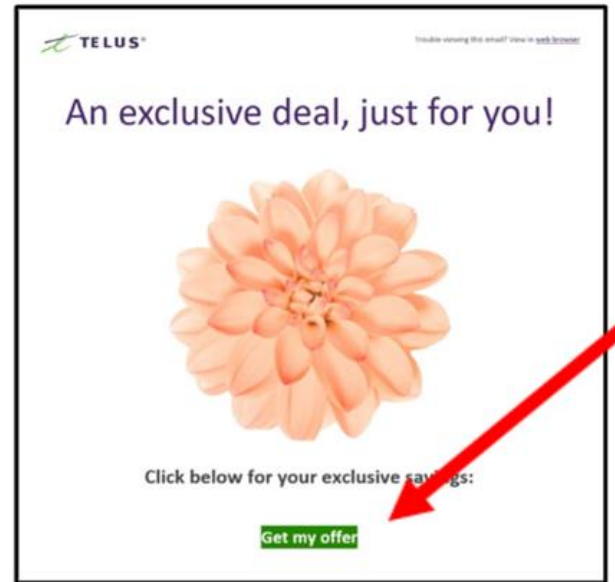 TELUS®
Trouble viewing this email? View in web browser
An exclusive deal, just for you!
Click below for your exclusive savings:
Get my offer